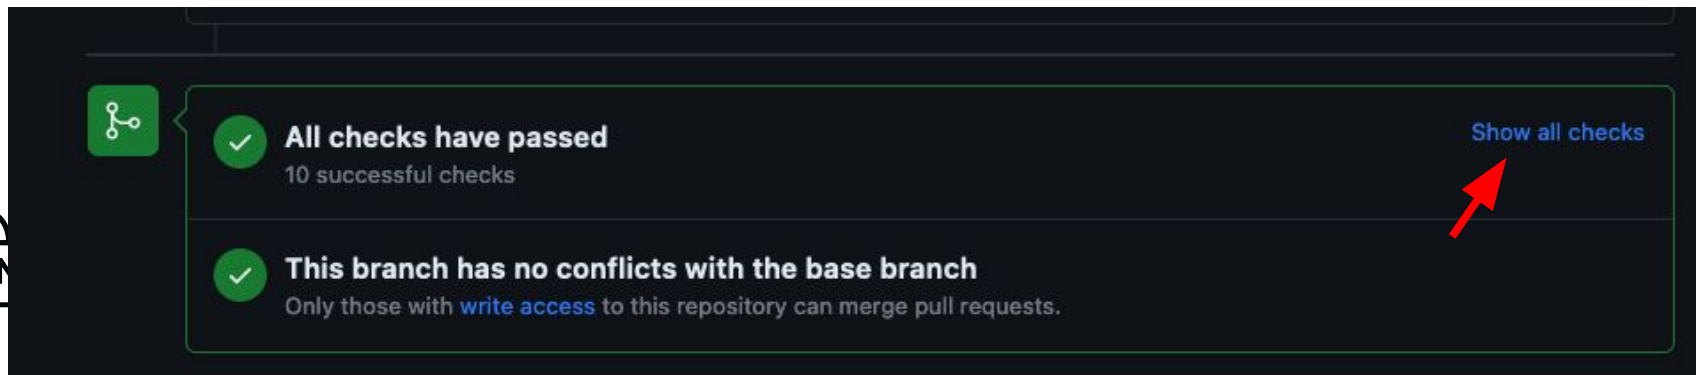 All checks have passed
Show all checks
10 successful checks
This branch has no conflicts with the base branch
Only those with write access to this repository can merge pull requests.